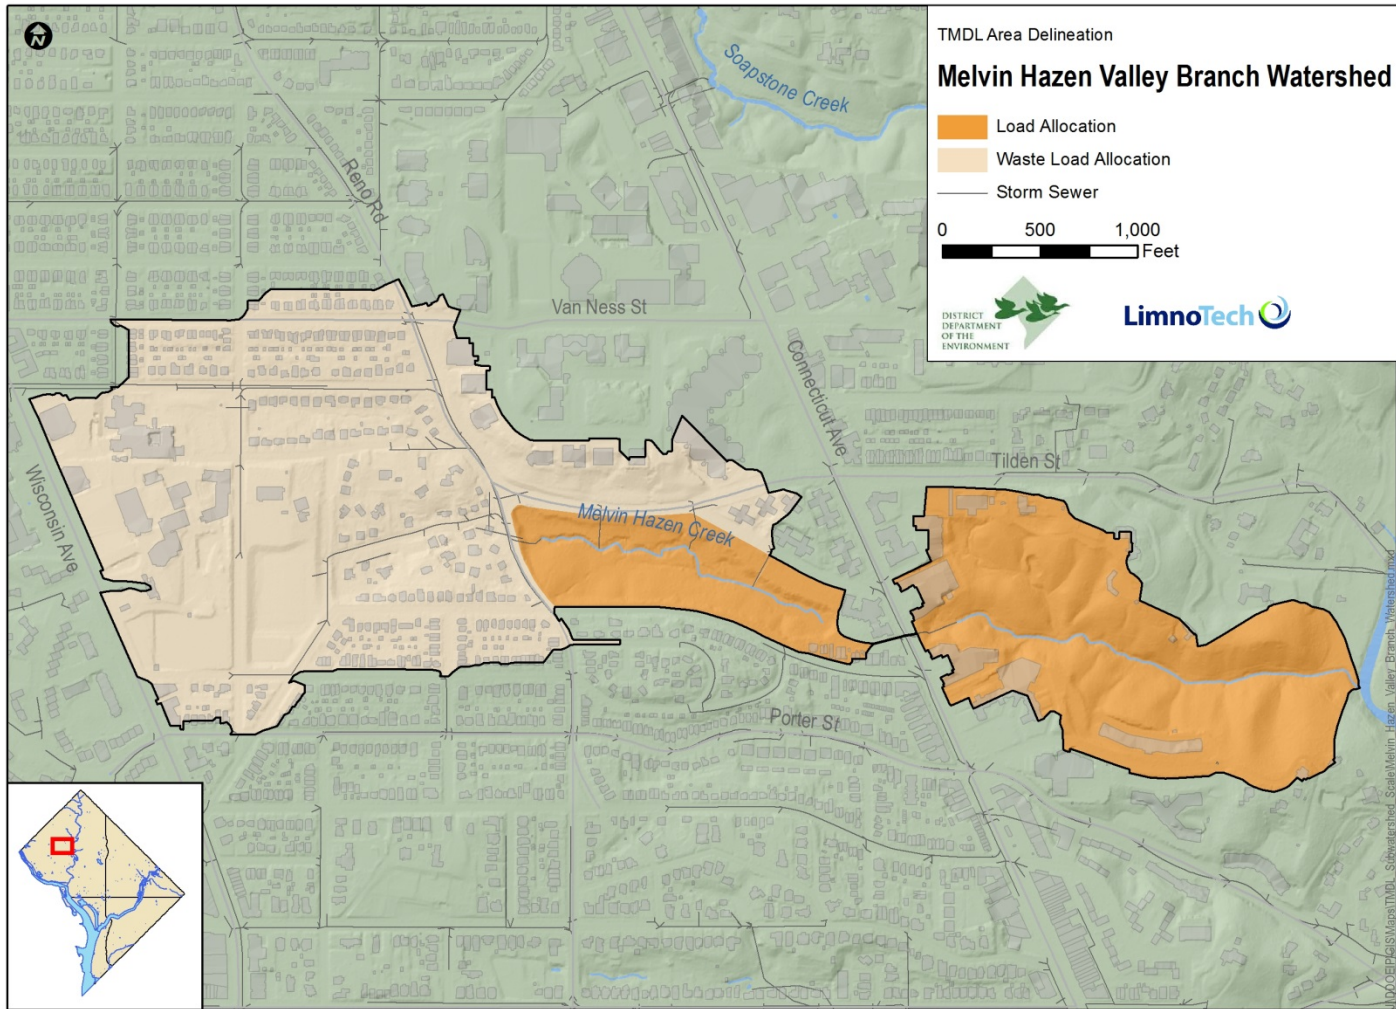 N
TMDL Area Delineation
Melvin Hazen Valley Branch Watershed
Load Allocation
Waste Load Allocation
Storm Sewer
0 500 1,000
Feet
DISTRICT
DEPARTMENT
OF THE
ENVIRONMENT
LimnoTech
Soapstone Creek
Reno Rd
Van Ness St
Connecticut Ave
Tilden St
Wisconsin Ave
Melvin Hazen Creek
Porter St